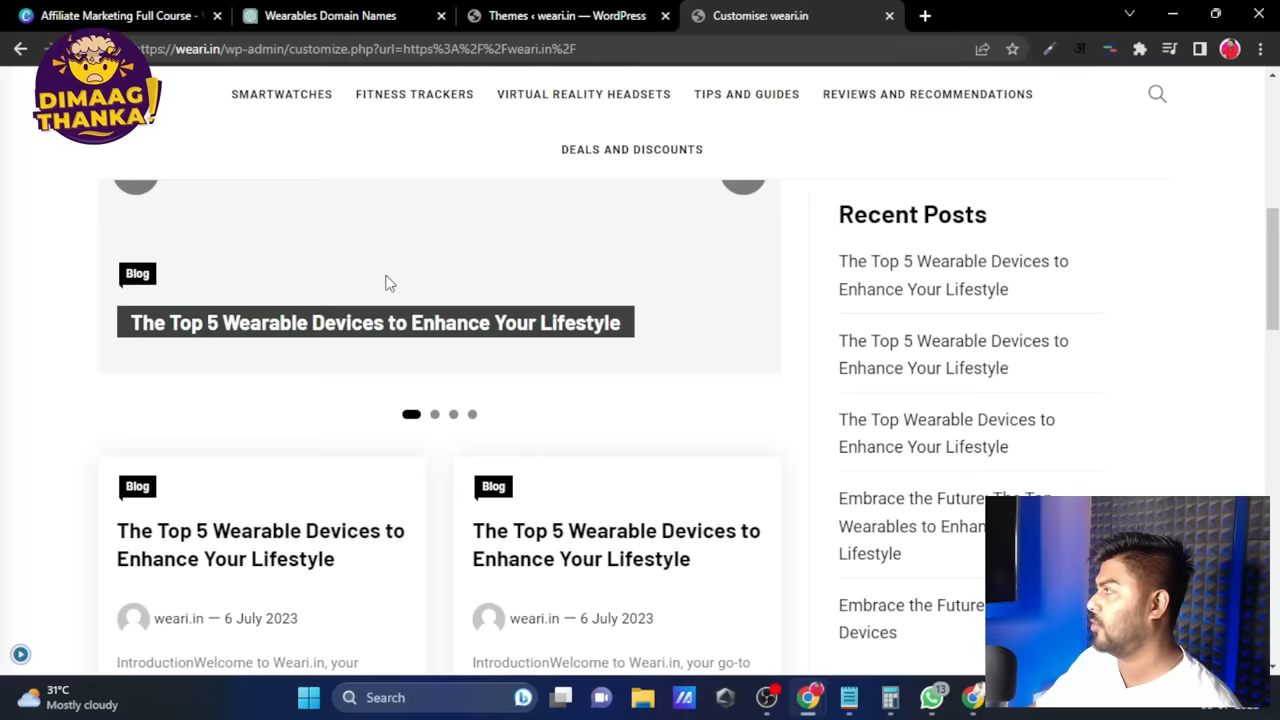 Affiliate Marketing Full Course -
Wearables Domain Names
Themes ‹ weari.in — WordPress
Customise: weari.in
https://weari.in/wp-admin/customize.php?url=https%3A%2F%2Fweari.in%2F
DIMAAG
THANKA!
SMARTWATCHES
FITNESS TRACKERS
VIRTUAL REALITY HEADSETS
TIPS AND GUIDES
REVIEWS AND RECOMMENDATIONS
DEALS AND DISCOUNTS
Blog
The Top 5 Wearable Devices to Enhance Your Lifestyle
Blog
The Top 5 Wearable Devices to
Enhance Your Lifestyle
weari.in — 6 July 2023
IntroductionWelcome to Weari.in, your
Blog
The Top 5 Wearable Devices to
Enhance Your Lifestyle
weari.in — 6 July 2023
IntroductionWelcome to Weari.in, your go-to
Recent Posts
The Top 5 Wearable Devices to
Enhance Your Lifestyle
The Top 5 Wearable Devices to
Enhance Your Lifestyle
The Top Wearable Devices to
Enhance Your Lifestyle
Embrace the Future: The Top
Wearables to Enhan
Lifestyle
Embrace the Future
Devices
31°C
Mostly cloudy
Search
13